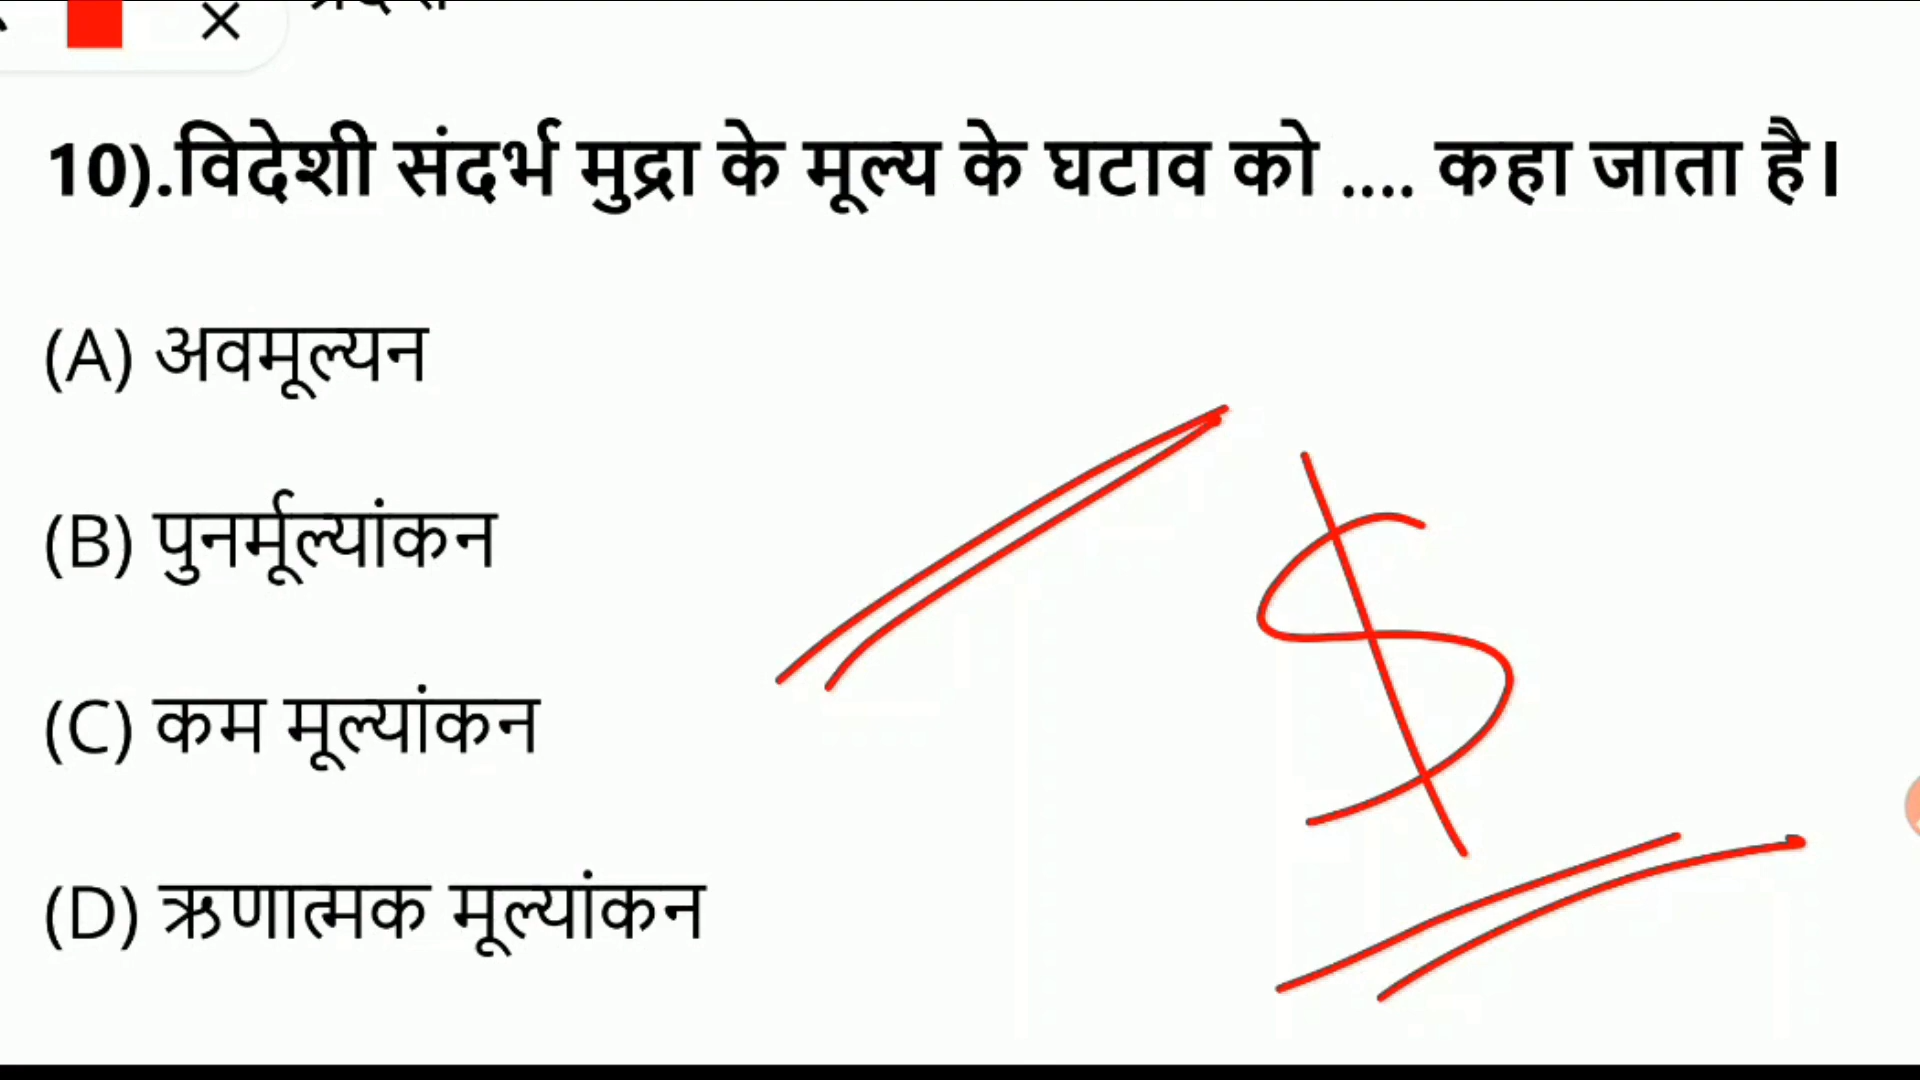 10).विदेशी संदर्भ मुद्रा के मूल्य के घटाव को .... कहा जाता है।
(A) अवमूल्यन
(B) पुनर्मूल्यांकन
(C) कम मूल्यांकन
(D) ऋणात्मक मूल्यांकन
$